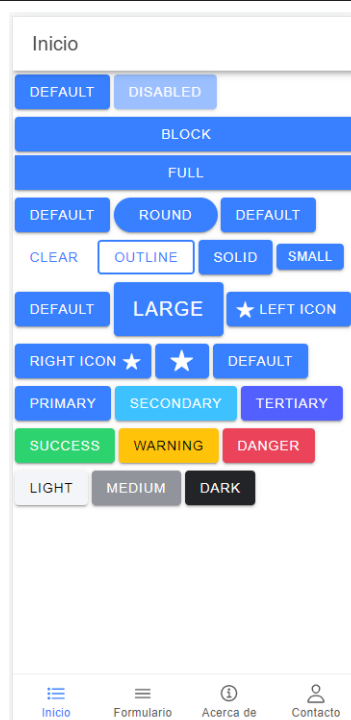 Inicio
DEFAULT DISABLED
BLOCK
FULL
DEFAULT ROUND DEFAULT
CLEAR OUTLINE SOLID SMALL
DEFAULT LARGE LEFT ICON
RIGHT ICON DEFAULT
PRIMARY SECONDARY TERTIARY
SUCCESS WARNING DANGER
LIGHT MEDIUM DARK
Inicio Formulario Acerca de Contacto